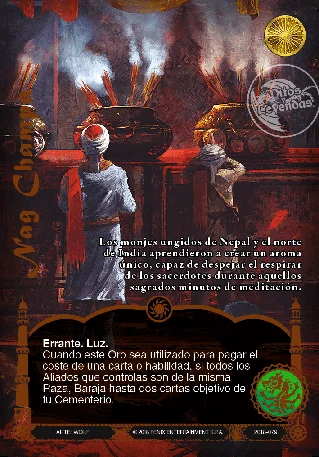 Nag Champa
Mitos y
Leyendas
Los monjes ungidos de Nepal y el norte
de India aprendieron a crear un aroma
único, capaz de despejar el respirar
de los sacerdotes durante aquellos
sagrados minutos de meditación.
Errante. Luz.
Cuando este Oro sea utilizado para pagar el
coste de una carta o habilidad, si todos los
Aliados que controlas son de la misma
Raza, Baraja hasta dos cartas objetivo de
tu Cementerio.